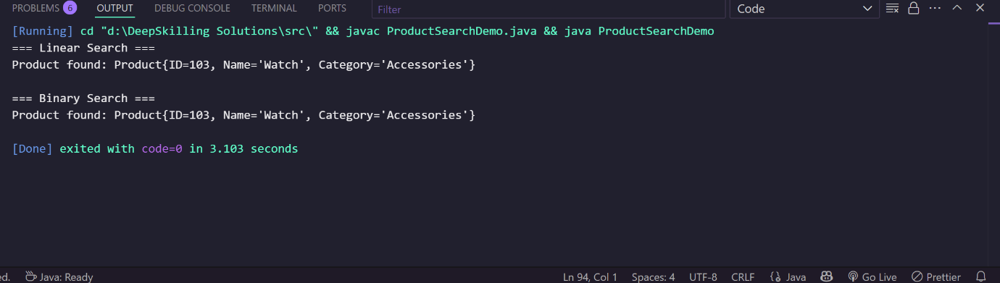 PROBLEMS 6 OUTPUT DEBUG CONSOLE TERMINAL PORTS Filter Code
[Running] cd "d:\DeepSkilling Solutions\src\" && javac ProductSearchDemo.java && java ProductSearchDemo
=== Linear Search ===
Product found: Product{ID=103, Name='Watch', Category='Accessories'}
=== Binary Search ===
Product found: Product{ID=103, Name='Watch', Category='Accessories'}
[Done] exited with code=0 in 3.103 seconds
ed. Java: Ready Ln 94, Col 1 Spaces: 4 UTF-8 CRLF {} Java Go Live Prettier